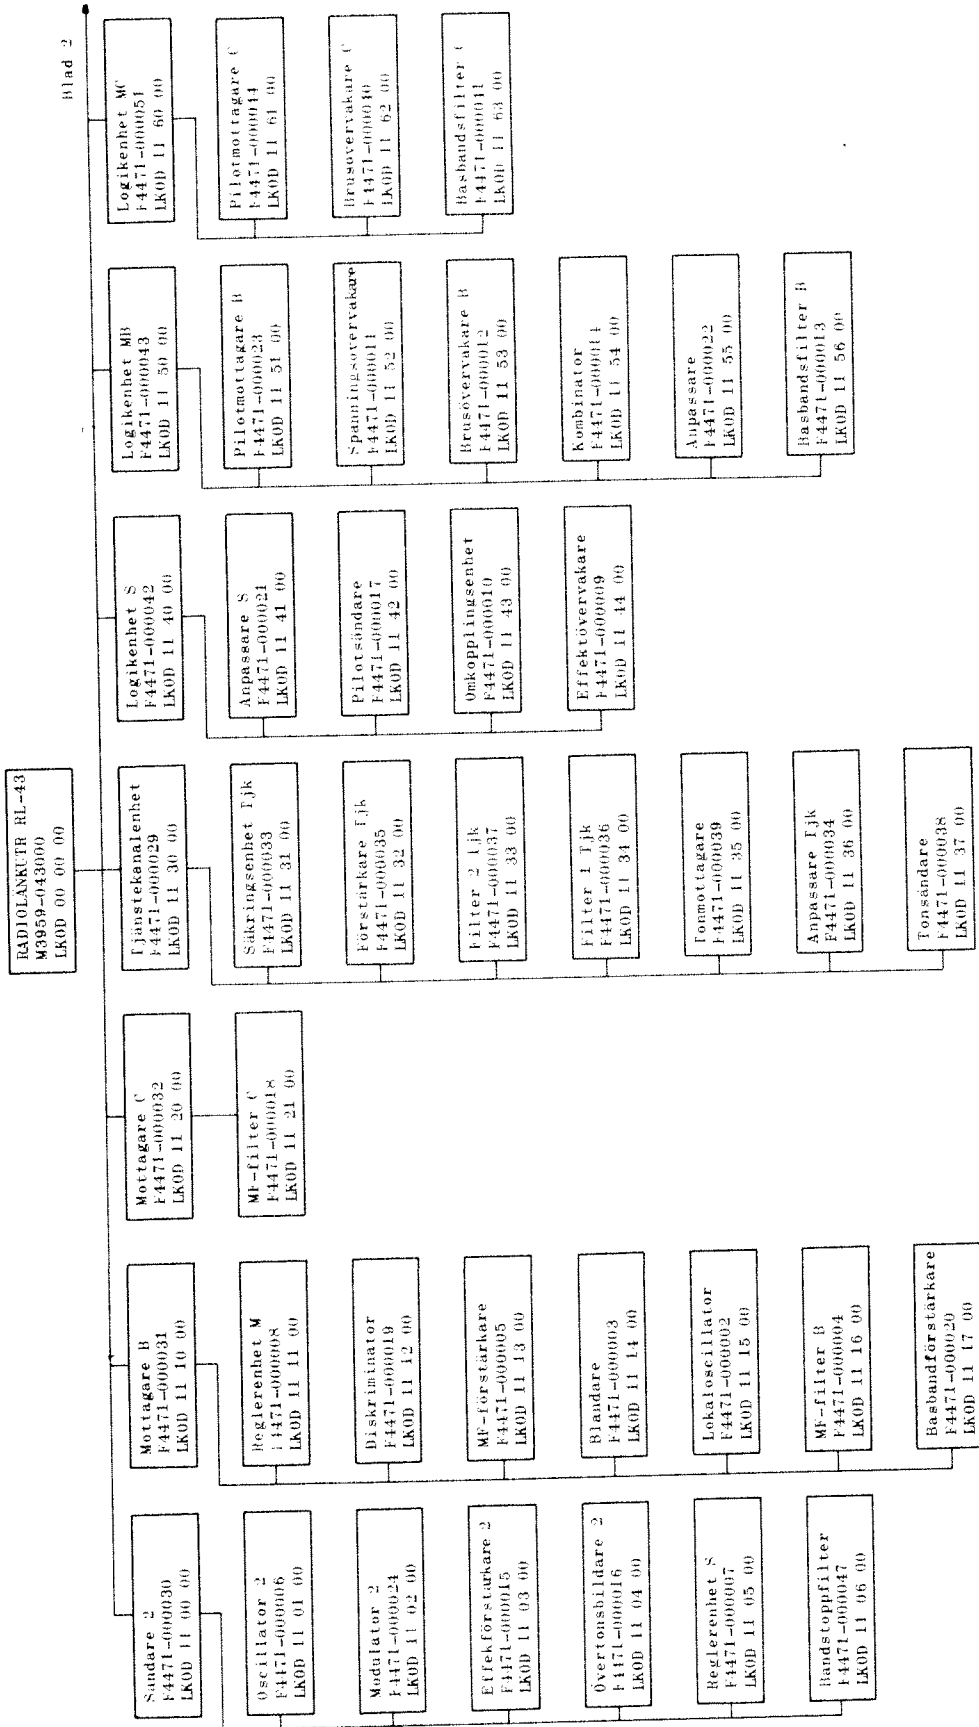 RADIOLÄNKUTR RL-43
M3959-043000
LKOD 00 00 00
Blad 2
Sändare 2
F4471-000030
LKOD 11 00 00
Oscillator 2
F4471-000006
LKOD 11 01 00
Modulator 2
F4471-000024
LKOD 11 02 00
Effekförstärkare 2
F4471-000015
LKOD 11 03 00
Övertonsbildare 2
F4471-000016
LKOD 11 04 00
Reglerenhet S
F4471-000007
LKOD 11 05 00
Bandstoppfilter
F4471-000047
LKOD 11 06 00
Mottagare B
F4471-000031
LKOD 11 10 00
Reglerenhet M
F4471-000008
LKOD 11 11 00
Diskriminator
F4471-000019
LKOD 11 12 00
MF-förstärkare
F4471-000005
LKOD 11 13 00
Blandare
F4471-000003
LKOD 11 14 00
Lokaloscillator
F4471-000002
LKOD 11 15 00
MF-filter B
F4471-000004
LKOD 11 16 00
Basbandförstärkare
F4471-000020
LKOD 11 17 00
Mottagare C
F4471-000032
LKOD 11 20 00
MF-filter C
F4471-000018
LKOD 11 21 00
Tjänstekanalenhet
F4471-000029
LKOD 11 30 00
Säkringsenhet Tjk
F4471-000033
LKOD 11 31 00
Förstärkare Tjk
F4471-000035
LKOD 11 32 00
Filter 2 Tjk
F4471-000037
LKOD 11 33 00
Filter 1 Tjk
F4471-000036
LKOD 11 34 00
Tonmottagare
F4471-000039
LKOD 11 35 00
Anpassare Tjk
F4471-000034
LKOD 11 36 00
Tonsändare
F4471-000038
LKOD 11 37 00
Logikenhet S
F4471-000042
LKOD 11 40 00
Anpassare S
F4471-000021
LKOD 11 41 00
Pilotsändare
F4471-000017
LKOD 11 42 00
Omkopplingsenhet
F4471-000010
LKOD 11 43 00
Effektövervakare
F4471-000009
LKOD 11 44 00
Logikenhet MB
F4471-000043
LKOD 11 50 00
Pilotmottagare B
F4471-000023
LKOD 11 51 00
Spänningsövervakare
F4471-000011
LKOD 11 52 00
Brusövervakare B
F4471-000012
LKOD 11 53 00
Kombinator
F4471-000014
LKOD 11 54 00
Anpassare
F4471-000022
LKOD 11 55 00
Basbandsfilter B
F4471-000013
LKOD 11 56 00
Logikenhet MC
F4471-000051
LKOD 11 60 00
Pilotmottagare C
F4471-000044
LKOD 11 61 00
Brusövervakare C
F4471-000040
LKOD 11 62 00
Basbandsfilter C
F4471-000041
LKOD 11 63 00